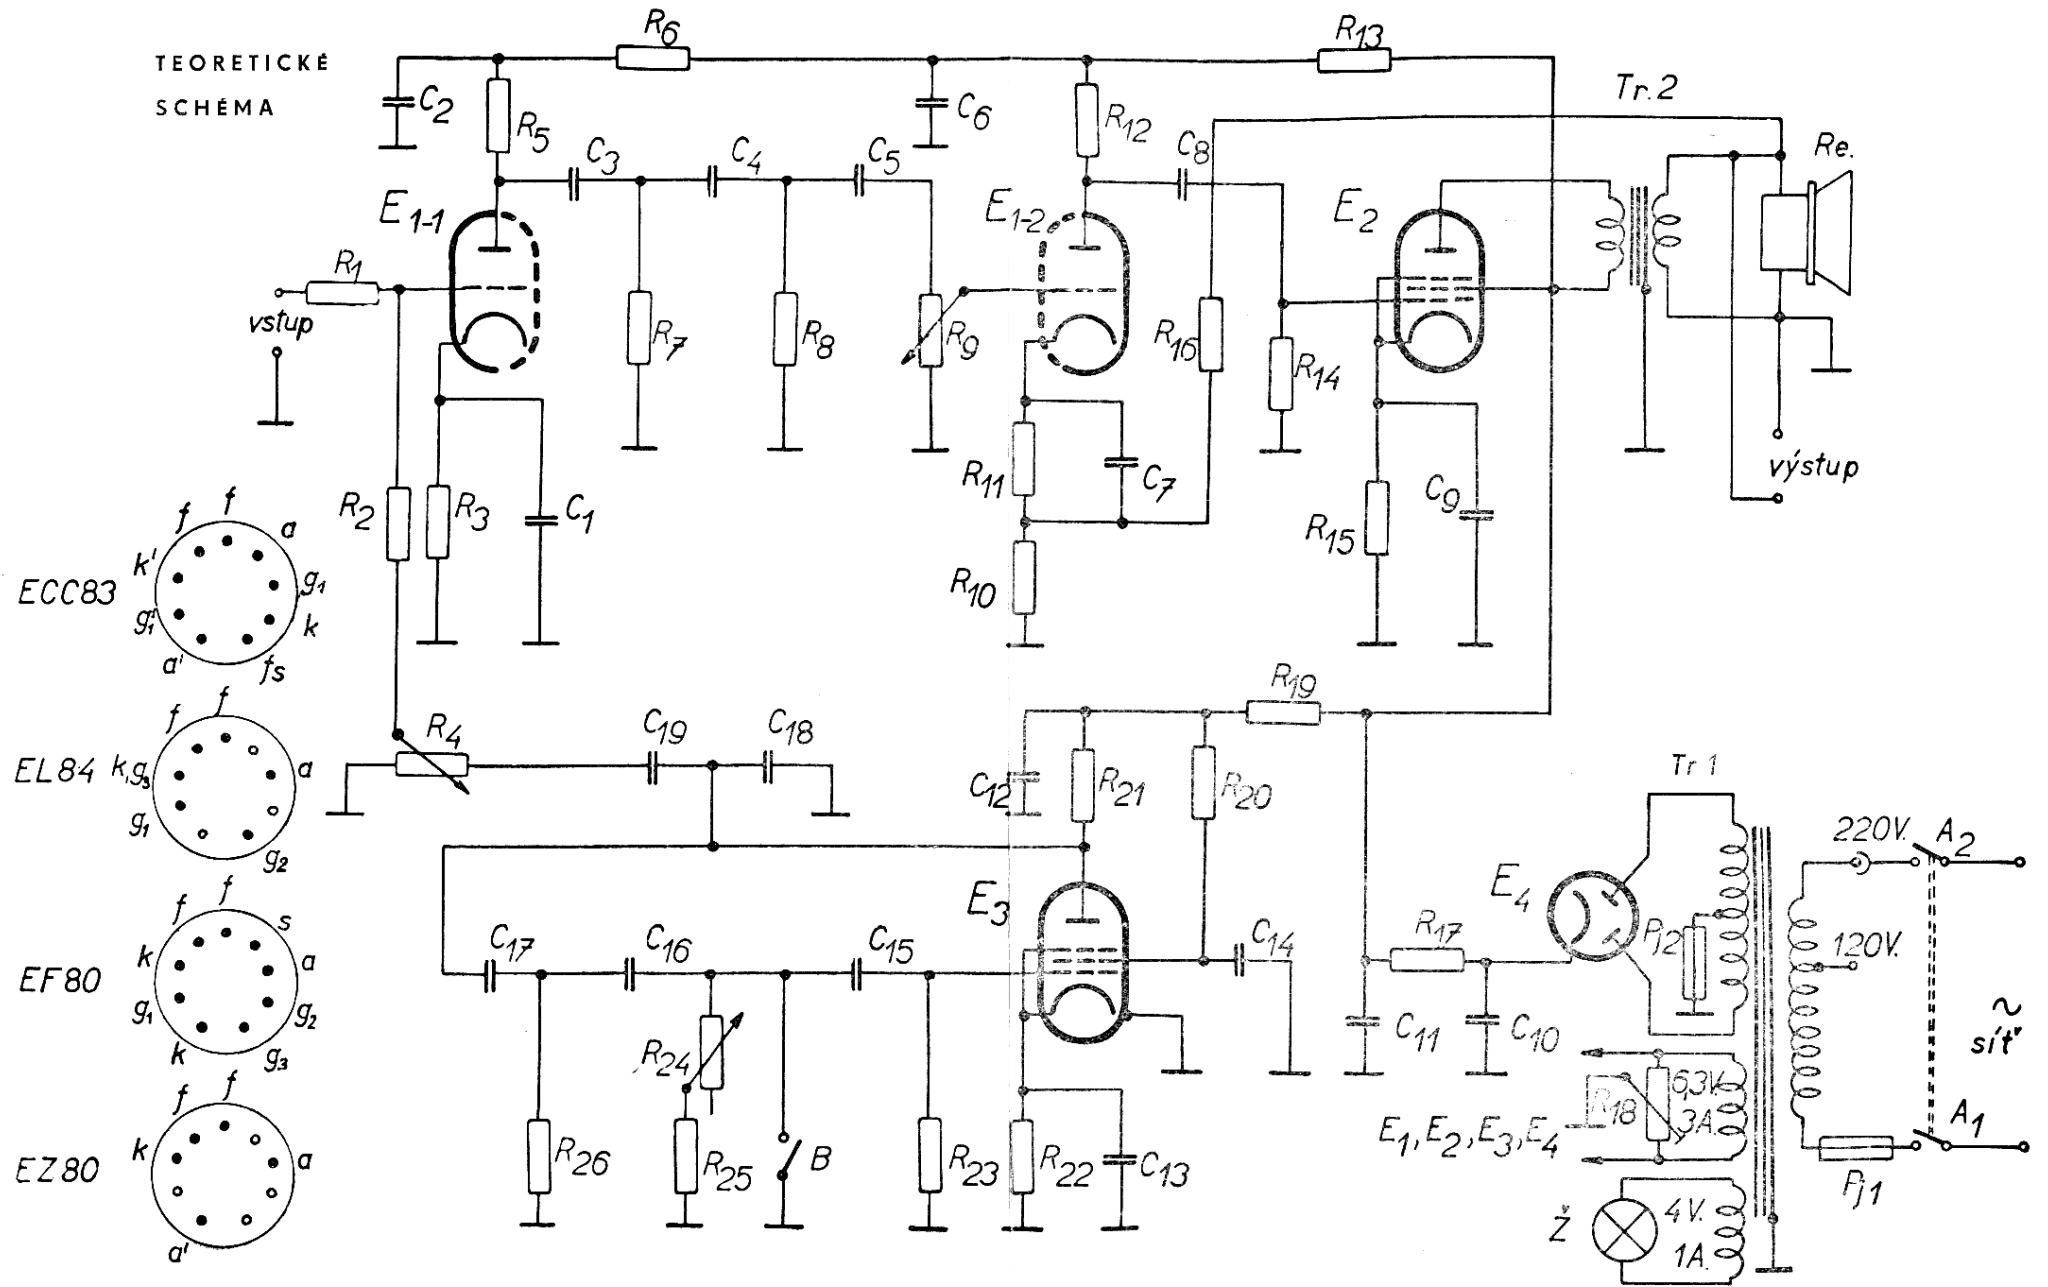 TEORETICKÉ
SCHÉMA
R6
R13
Tr.2
C2
R5
C6
R12
C3
C4
C5
C8
Re.
E1-1
E1-2
E2
R1
vstup
R7
R8
R9
R16
R14
výstup
R2
R3
C1
R11
C7
R15
C9
R10
ECC83
f
f
a
k'
g1
g1'
k
a'
fs
R19
EL84
f
f
k,g3
a
g1
g2
R4
C19
C18
C12
R21
R20
Tr 1
220V.
A2
EF80
f
f
s
k
a
g1
g2
k
g3
E3
E4
C17
C16
C15
C14
R17
Pj2
120V.
~
síť
R24
C11
C10
R18
6,3V.
3A.
E1, E2, E3, E4
A1
EZ80
f
f
k
a
a'
R26
R25
B
R23
R22
C13
Pj1
Ž
4V.
1A.